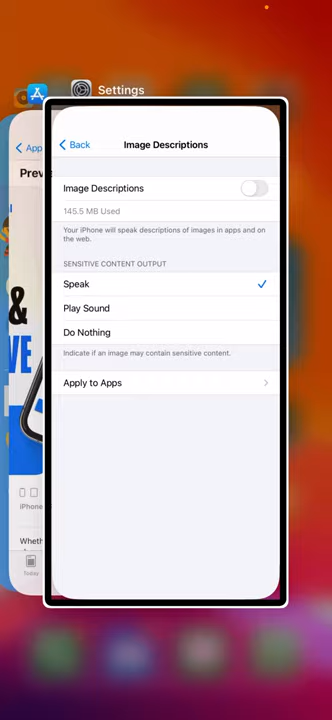 Settings
App
Back
Image Descriptions
Image Descriptions
145.5 MB Used
Your iPhone will speak descriptions of images in apps and on
the web.
SENSITIVE CONTENT OUTPUT
Speak
Play Sound
Do Nothing
Indicate if an image may contain sensitive content.
Apply to Apps
&
iPhone
Today